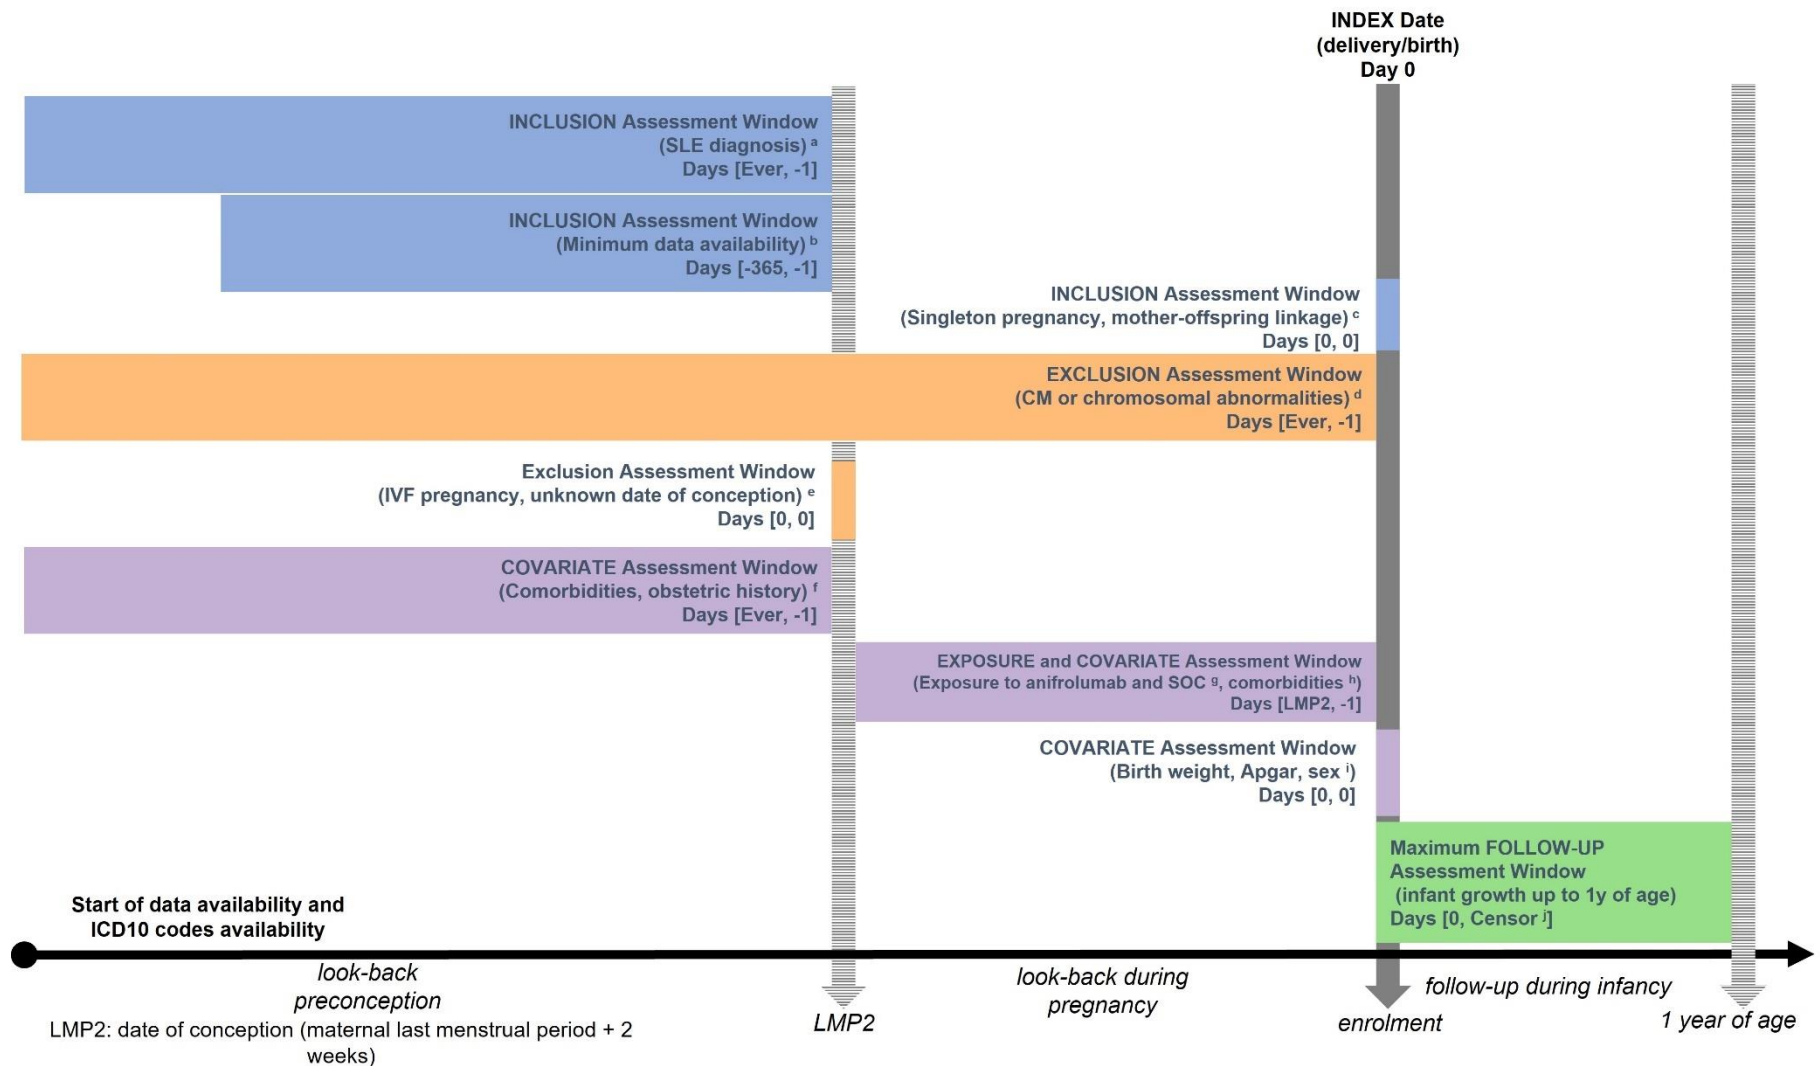 INDEX Date
(delivery/birth)
Day 0
INCLUSION Assessment Window
(SLE diagnosis) a
Days [Ever, -1]
INCLUSION Assessment Window
(Minimum data availability) b
Days [-365, -1]
INCLUSION Assessment Window
(Singleton pregnancy, mother-offspring linkage) c
Days [0, 0]
EXCLUSION Assessment Window
(CM or chromosomal abnormalities) d
Days [Ever, -1]
Exclusion Assessment Window
(IVF pregnancy, unknown date of conception) e
Days [0, 0]
COVARIATE Assessment Window
(Comorbidities, obstetric history) f
Days [Ever, -1]
EXPOSURE and COVARIATE Assessment Window
(Exposure to anifrolumab and SOC g, comorbidities h)
Days [LMP2, -1]
COVARIATE Assessment Window
(Birth weight, Apgar, sex i)
Days [0, 0]
Maximum FOLLOW-UP
Assessment Window
(infant growth up to 1y of age)
Days [0, Censor j]
Start of data availability and
ICD10 codes availability
look-back
preconception
look-back during
pregnancy
follow-up during infancy
LMP2
enrolment
1 year of age
LMP2: date of conception (maternal last menstrual period + 2
weeks)